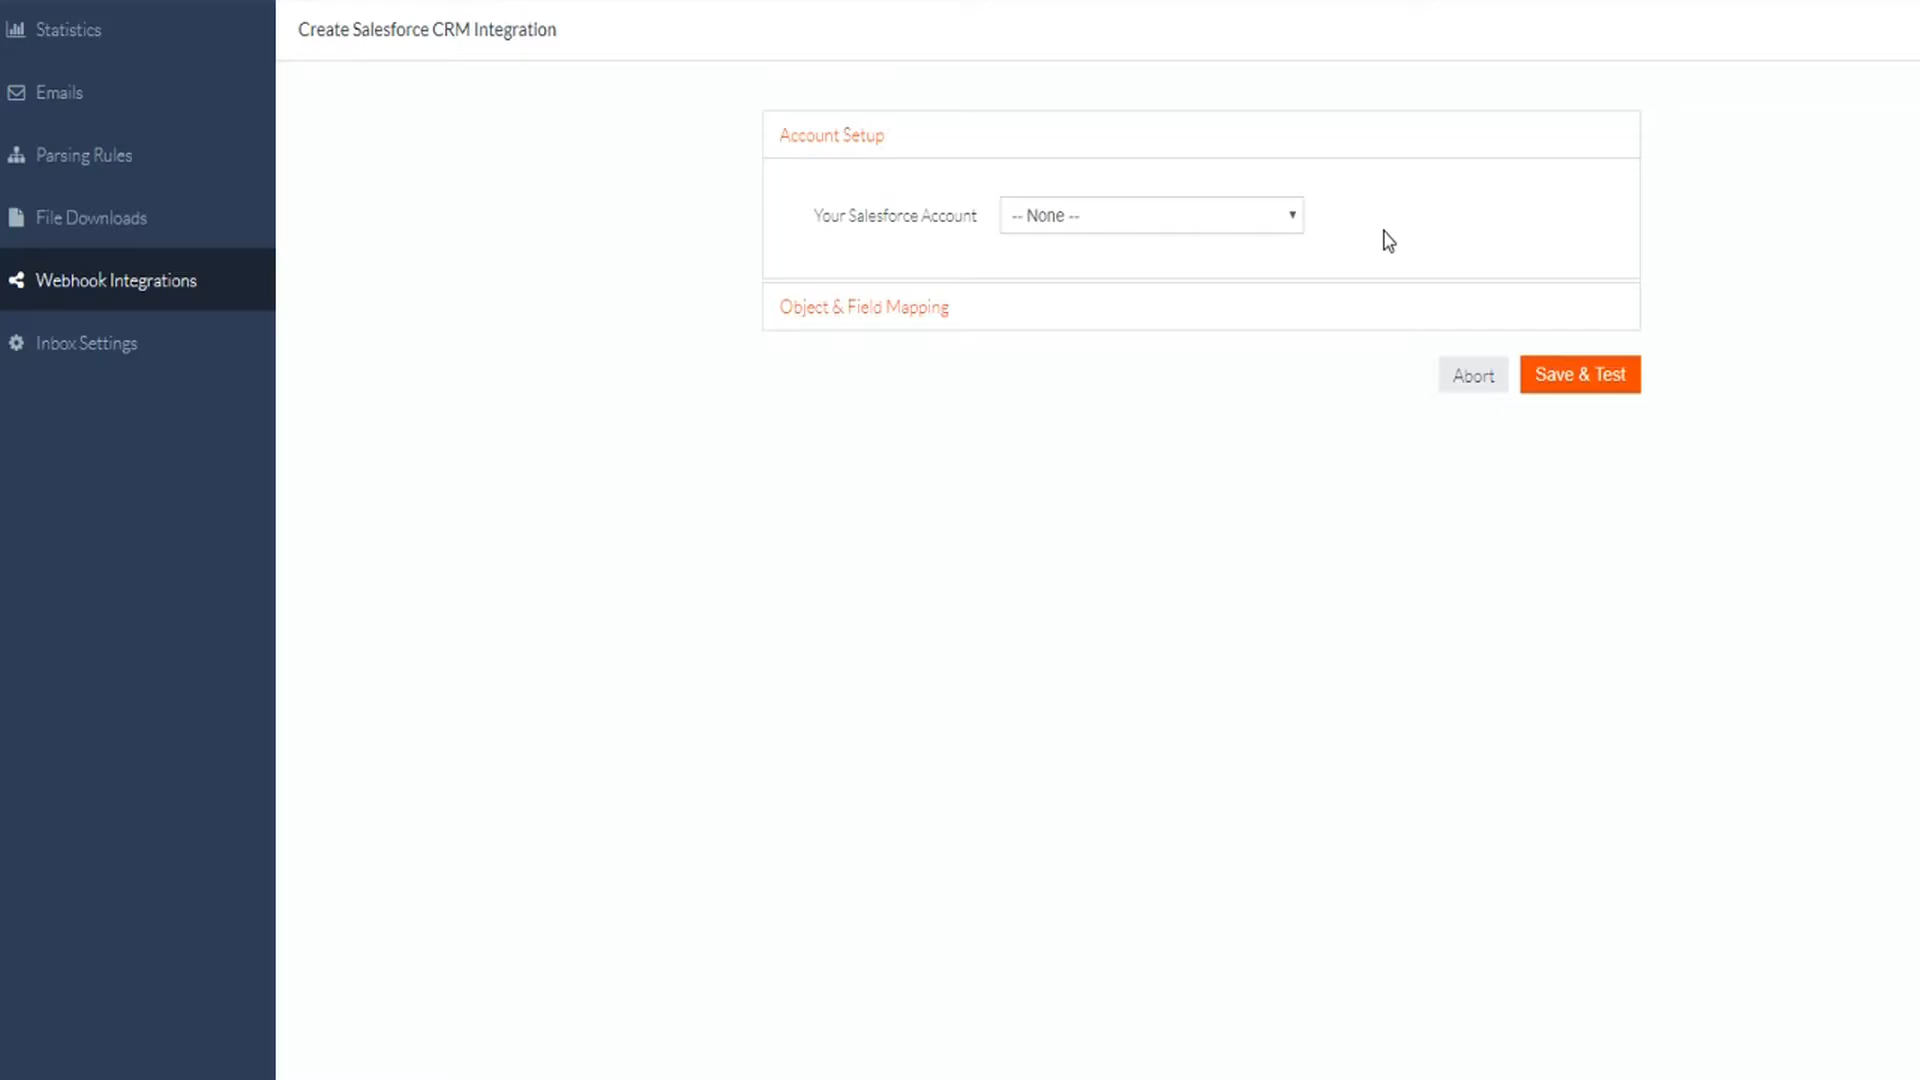 Statistics
Emails
Parsing Rules
File Downloads
Webhook Integrations
Inbox Settings
Create Salesforce CRM Integration
Account Setup
Your Salesforce Account
-- None --
Object & Field Mapping
Abort
Save & Test